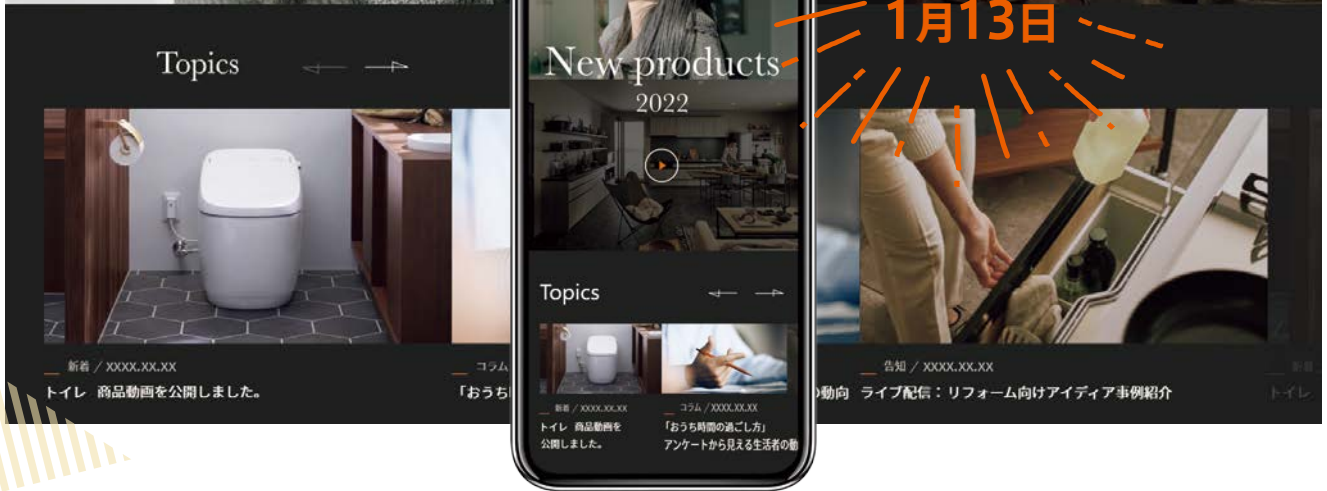 1月13日
Topics
New products
2022
Topics
新着 / XXXX.XX.XX
トイレ 商品動画を公開しました。
コラム
「おうち
新着 / XXXX.XX.XX
トイレ 商品動画を
公開しました。
コラム / XXXX.XX.XX
「おうち時間の過ごし方」
アンケートから見える生活者の動
の動向
告知 / XXXX.XX.XX
ライブ配信：リフォーム向けアイディア事例紹介
新着
トイレ